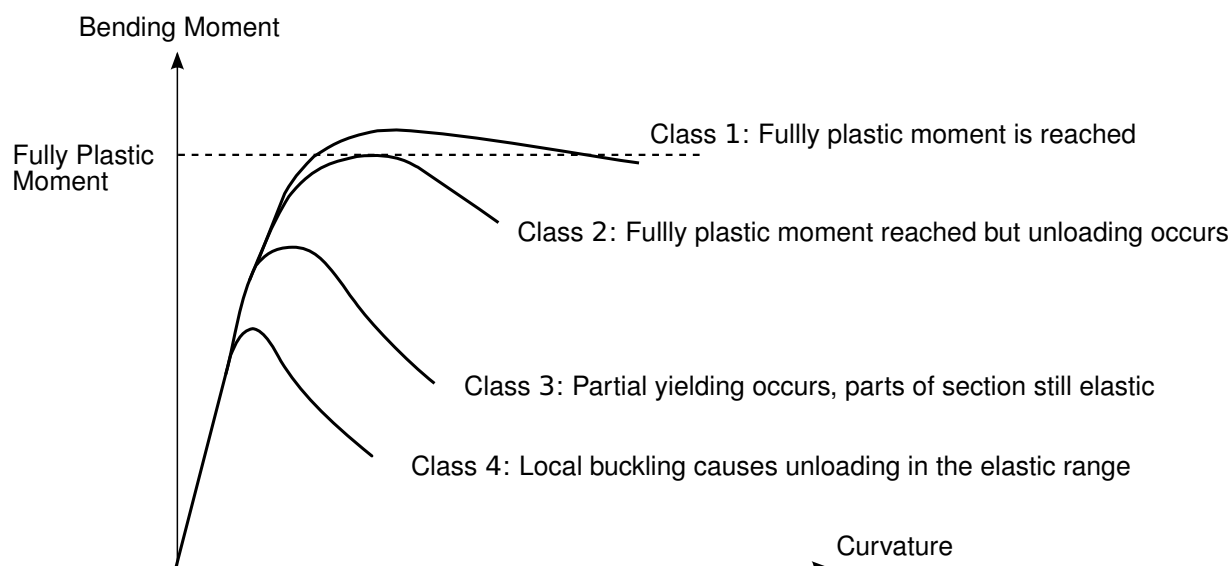 Bending Moment
Class 1: Fullly plastic moment is reached
Fully Plastic
Moment
Class 2: Fullly plastic moment reached but unloading occurs
Class 3: Partial yielding occurs, parts of section still elastic
Class 4: Local buckling causes unloading in the elastic range
Curvature